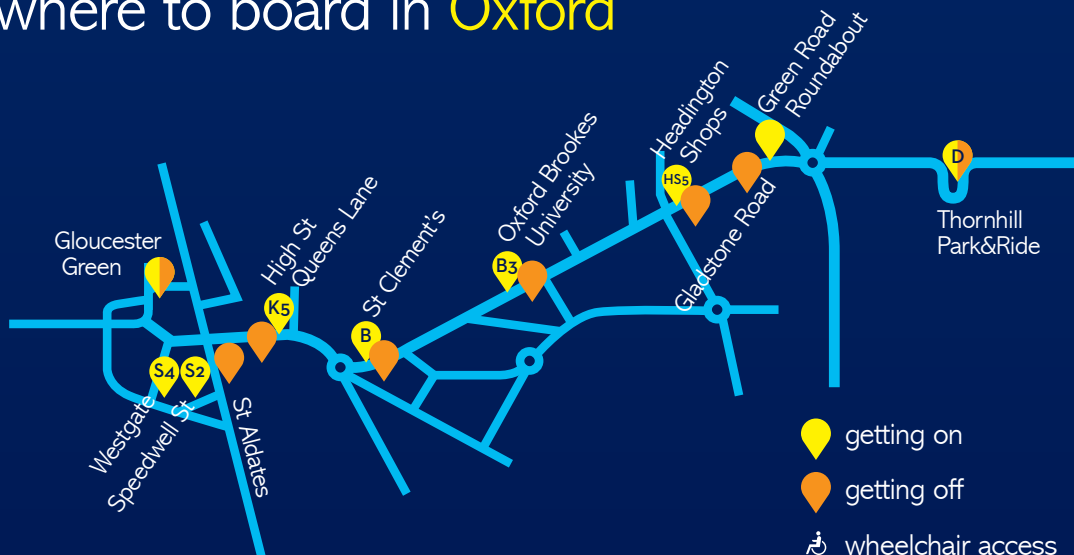 where to board in Oxford
Green Road
Roundabout
Headington
Shops
HS5
D
Thornhill
Park&Ride
Oxford Brookes
University
B3
Gladstone Road
High St
Queens Lane
K5
St Clement's
B
Gloucester
Green
S4
S2
Westgate
Speedwell St
St Aldates
getting on
getting off
wheelchair access